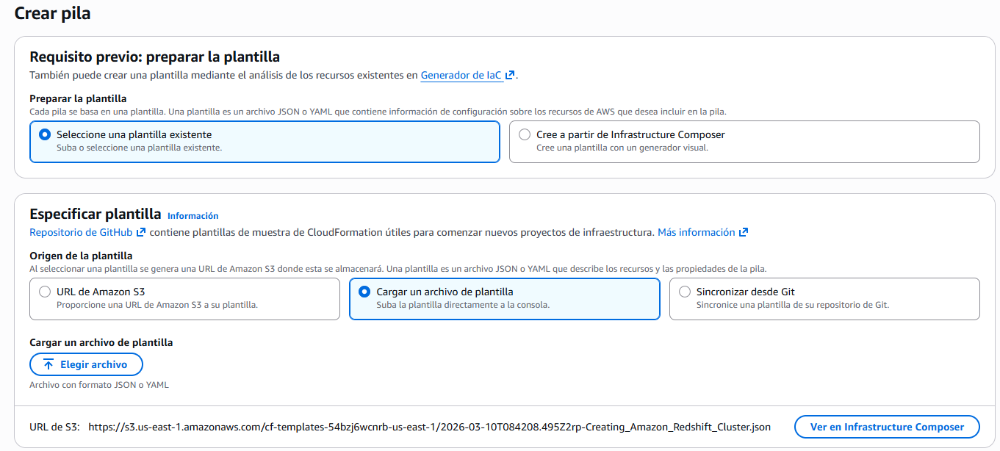 Crear pila
Requisito previo: preparar la plantilla
También puede crear una plantilla mediante el análisis de los recursos existentes en Generador de IaC.
Preparar la plantilla
Cada pila se basa en una plantilla. Una plantilla es un archivo JSON o YAML que contiene información de configuración sobre los recursos de AWS que desea incluir en la pila.
Seleccione una plantilla existente
Suba o seleccione una plantilla existente.
Cree a partir de Infrastructure Composer
Cree una plantilla con un generador visual.
Especificar plantilla Información
Repositorio de GitHub contiene plantillas de muestra de CloudFormation útiles para comenzar nuevos proyectos de infraestructura. Más información
Origen de la plantilla
Al seleccionar una plantilla se genera una URL de Amazon S3 donde esta se almacenará. Una plantilla es un archivo JSON o YAML que describe los recursos y las propiedades de la pila.
URL de Amazon S3
Proporcione una URL de Amazon S3 a su plantilla.
Cargar un archivo de plantilla
Suba la plantilla directamente a la consola.
Sincronizar desde Git
Sincronice una plantilla de su repositorio de Git.
Cargar un archivo de plantilla
Elegir archivo
Archivo con formato JSON o YAML
URL de S3: https://s3.us-east-1.amazonaws.com/cf-templates-54bzj6wcnrb-us-east-1/2026-03-10T084208.495Z2rp-Creating_Amazon_Redshift_Cluster.json
Ver en Infrastructure Composer